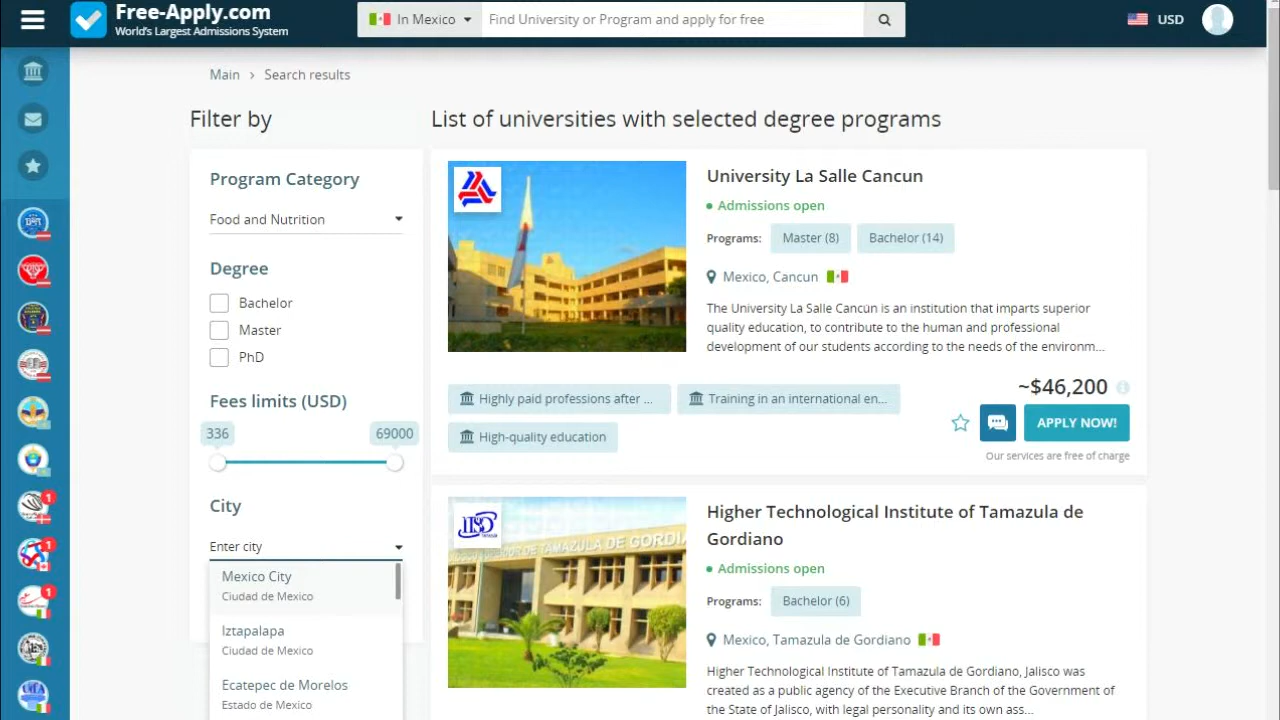 Free-Apply.com
World's Largest Admissions System
In Mexico
Find University or Program and apply for free
USD
Main › Search results
Filter by
Program Category
Food and Nutrition
Degree
Bachelor
Master
PhD
Fees limits (USD)
336
69000
City
Enter city
Mexico City
Ciudad de Mexico
Iztapalapa
Ciudad de Mexico
Ecatepec de Morelos
Estado de Mexico
1
1
1
List of universities with selected degree programs
University La Salle Cancun
Admissions open
Programs: Master (8) Bachelor (14)
Mexico, Cancun
The University La Salle Cancún is an institution that imparts superior
quality education, to contribute to the human and professional
development of our students according to the needs of the environm...
Highly paid professions after ...
Training in an international en...
High-quality education
~$46,200
APPLY NOW!
Our services are free of charge
Higher Technological Institute of Tamazula de
Gordiano
Admissions open
Programs: Bachelor (6)
Mexico, Tamazula de Gordiano
Higher Technological Institute of Tamazula de Gordiano, Jalisco was
created as a public agency of the Executive Branch of the Government of
the State of Jalisco, with legal personality and its own ass...